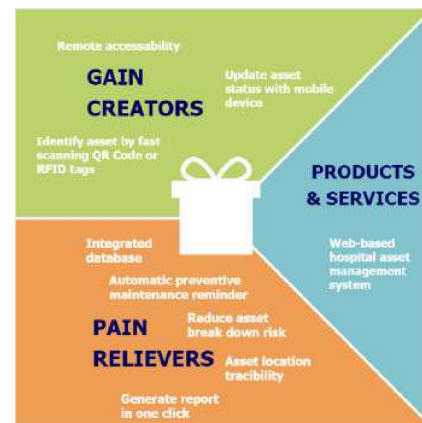 Remote accessability
GAIN
CREATORS
Update asset
status with mobile
device
Identify asset by fast
scanning QR Code or
RFID tags
PRODUCTS
& SERVICES
Web-based
hospital asset
management
system
Integrated
database
Automatic preventive
maintenance reminder
PAIN
RELIEVERS
Reduce asset
break down risk
Asset location
tracibility
Generate report
in one click